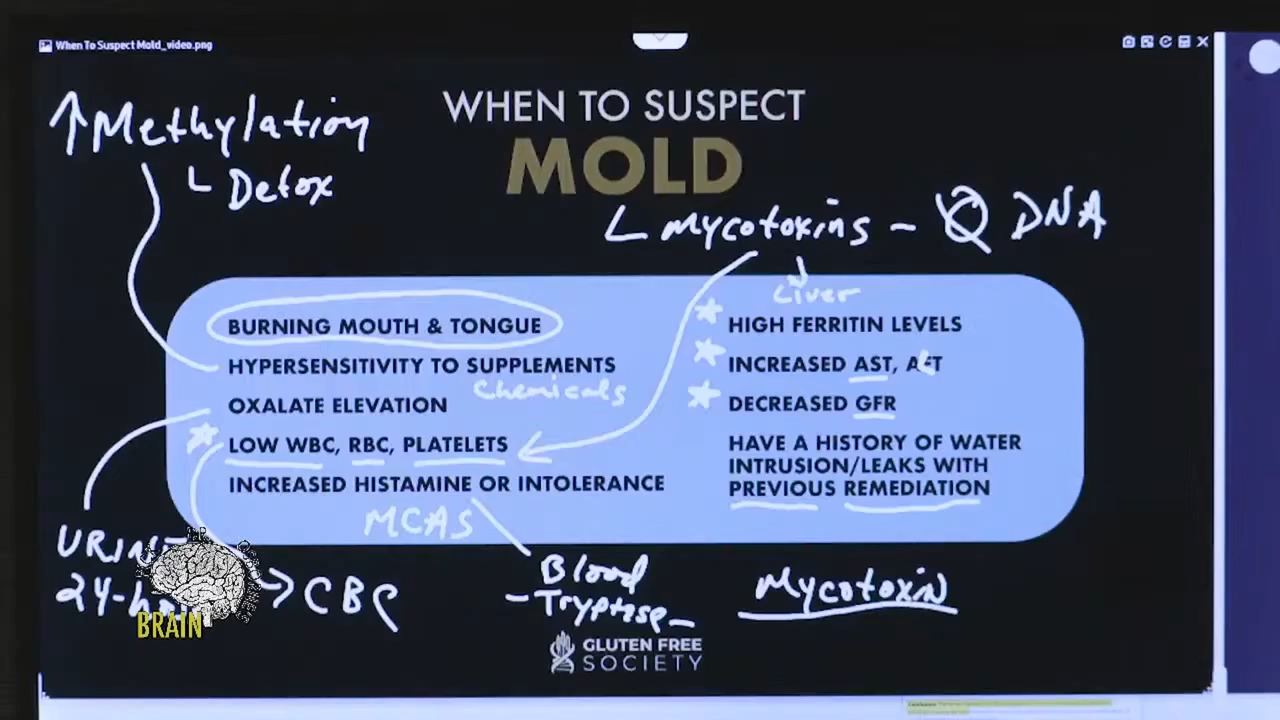 When To Suspect Mold_video.png
↑ Methylation
Detox
WHEN TO SUSPECT
MOLD
Mycotoxins - DNA
Liver
BURNING MOUTH & TONGUE
HYPERSENSITIVITY TO SUPPLEMENTS
Chemicals
OXALATE ELEVATION
LOW WBC, RBC, PLATELETS
INCREASED HISTAMINE OR INTOLERANCE
MCAS
HIGH FERRITIN LEVELS
INCREASED AST,
DECREASED GFR
HAVE A HISTORY OF WATER
INTRUSION/LEAKS WITH
PREVIOUS REMEDIATION
URINE
24-hou
→ CBC
Blood
- Tryptase -
Mycotoxin
BRAIN
GLUTEN FREE
SOCIETY